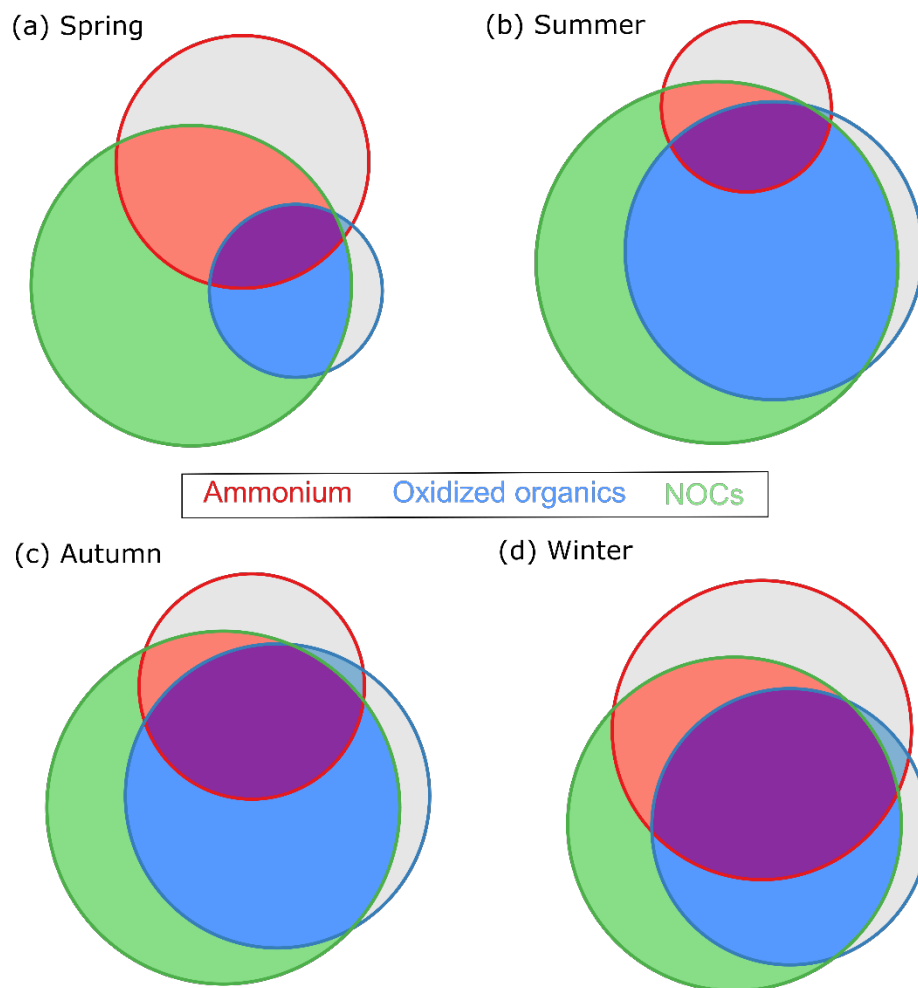 (a) Spring
(b) Summer
Ammonium Oxidized organics NOCs
(c) Autumn
(d) Winter